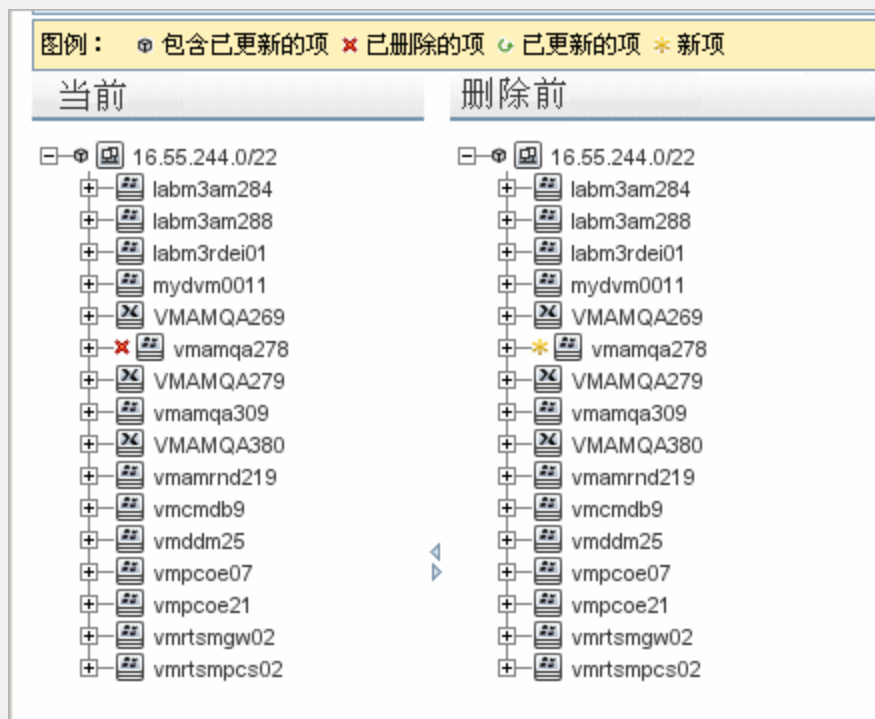 图例： 包含已更新的项 已删除的项 已更新的项 新项
当前
16.55.244.0/22
labm3am284
labm3am288
labm3rdei01
mydvm0011
VMAMQA269
vmamqa278
VMAMQA279
vmamqa309
VMAMQA380
vmamrnd219
vmcmdb9
vmddm25
vmpcoe07
vmpcoe21
vmrtsmgw02
vmrtsmpcs02
删除前
16.55.244.0/22
labm3am284
labm3am288
labm3rdei01
mydvm0011
VMAMQA269
vmamqa278
VMAMQA279
vmamqa309
VMAMQA380
vmamrnd219
vmcmdb9
vmddm25
vmpcoe07
vmpcoe21
vmrtsmgw02
vmrtsmpcs02